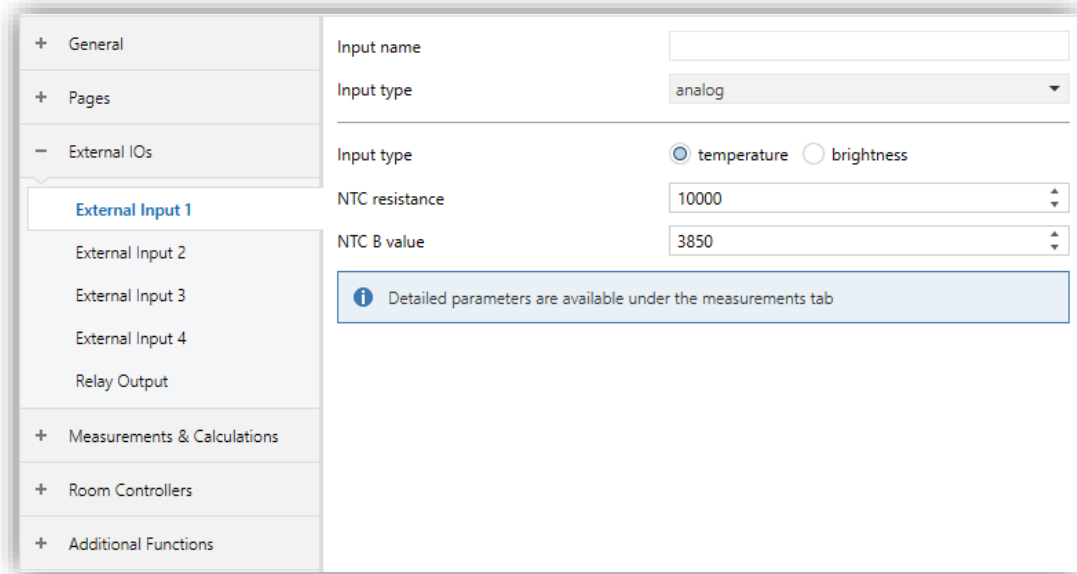 General
Pages
External IOs
External Input 1
External Input 2
External Input 3
External Input 4
Relay Output
Measurements & Calculations
Room Controllers
Additional Functions
Input name
Input type analog
Input type temperature brightness
NTC resistance 10000
NTC B value 3850
Detailed parameters are available under the measurements tab